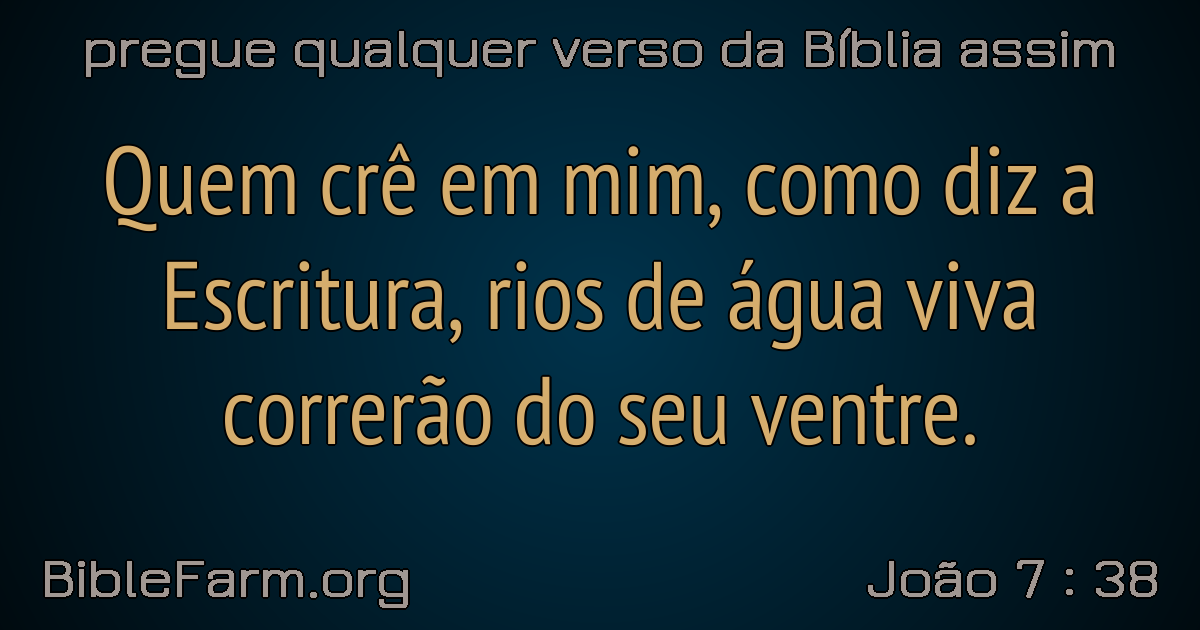 pregue qualquer verso da Bíblia assim
Quem crê em mim, como diz a
Escritura, rios de água viva
correrão do seu ventre.
BibleFarm.org
João 7 : 38